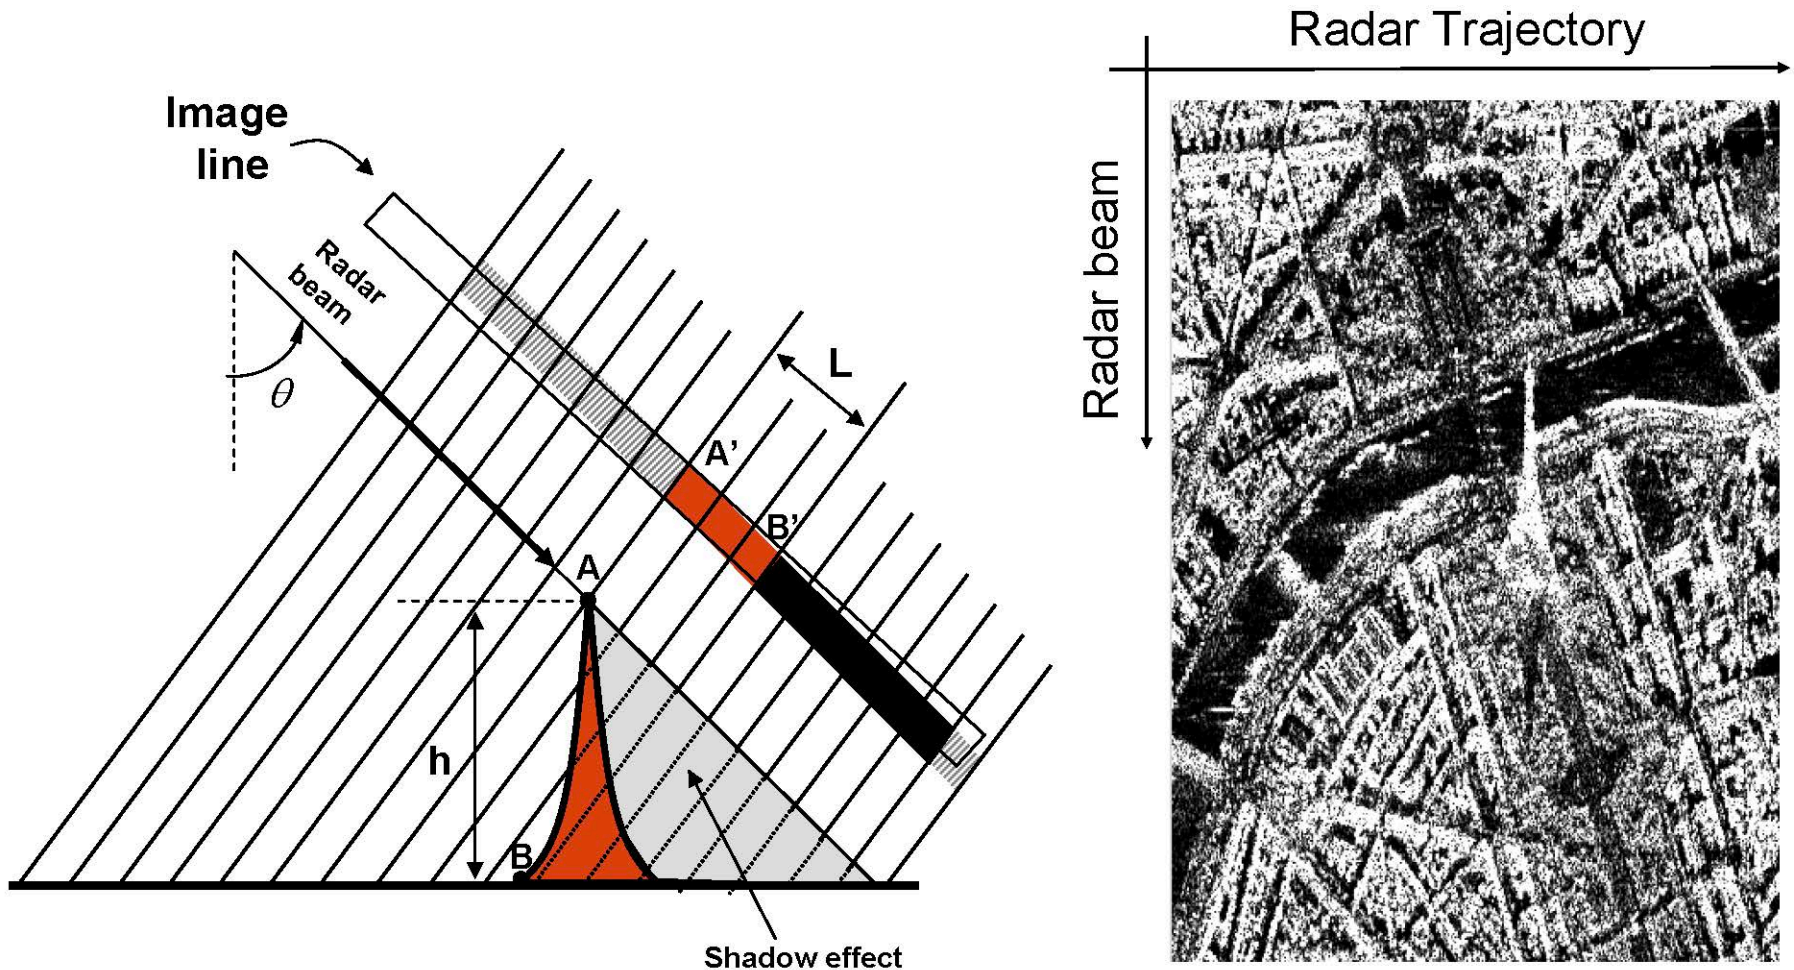 Image
line
Radar
beam
θ
L
A'
B'
A
h
B
Shadow effect
Radar Trajectory
Radar beam